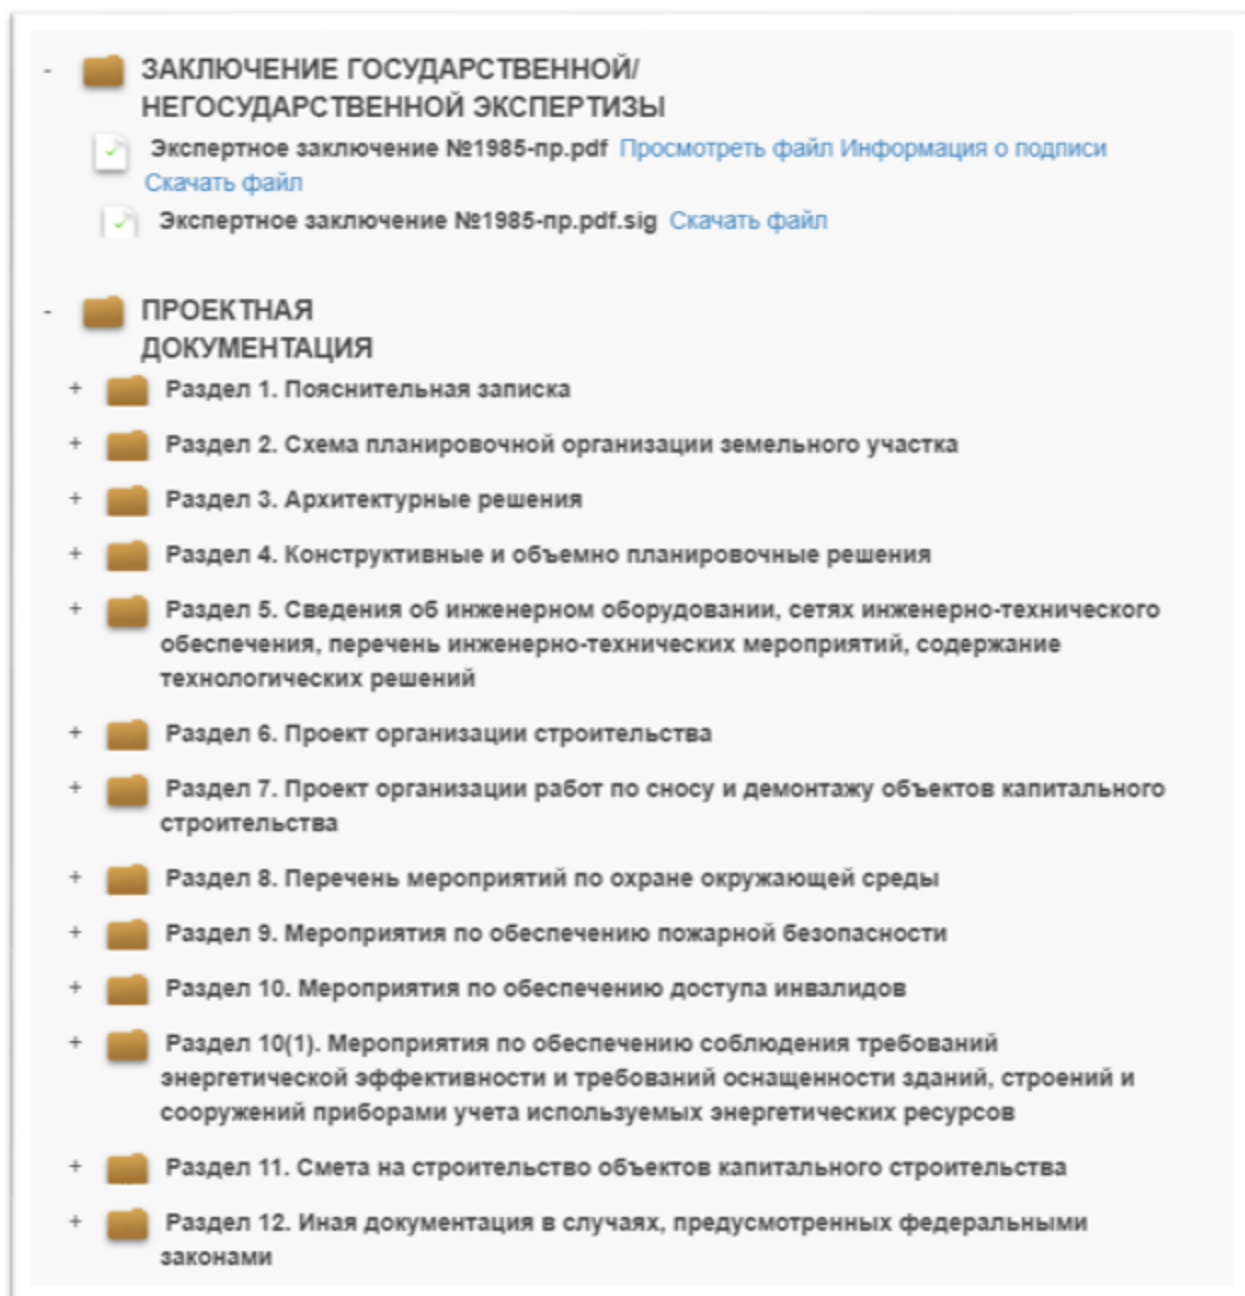 - ЗАКЛЮЧЕНИЕ ГОСУДАРСТВЕННОЙ/
НЕГОСУДАРСТВЕННОЙ ЭКСПЕРТИЗЫ
Экспертное заключение №1985-пр.pdf Просмотреть файл Информация о подписи
Скачать файл
Экспертное заключение №1985-пр.pdf.sig Скачать файл
- ПРОЕКТНАЯ
ДОКУМЕНТАЦИЯ
+ Раздел 1. Пояснительная записка
+ Раздел 2. Схема планировочной организации земельного участка
+ Раздел 3. Архитектурные решения
+ Раздел 4. Конструктивные и объемно планировочные решения
+ Раздел 5. Сведения об инженерном оборудовании, сетях инженерно-технического
обеспечения, перечень инженерно-технических мероприятий, содержание
технологических решений
+ Раздел 6. Проект организации строительства
+ Раздел 7. Проект организации работ по сносу и демонтажу объектов капитального
строительства
+ Раздел 8. Перечень мероприятий по охране окружающей среды
+ Раздел 9. Мероприятия по обеспечению пожарной безопасности
+ Раздел 10. Мероприятия по обеспечению доступа инвалидов
+ Раздел 10(1). Мероприятия по обеспечению соблюдения требований
энергетической эффективности и требований оснащенности зданий, строений и
сооружений приборами учета используемых энергетических ресурсов
+ Раздел 11. Смета на строительство объектов капитального строительства
+ Раздел 12. Иная документация в случаях, предусмотренных федеральными
законами